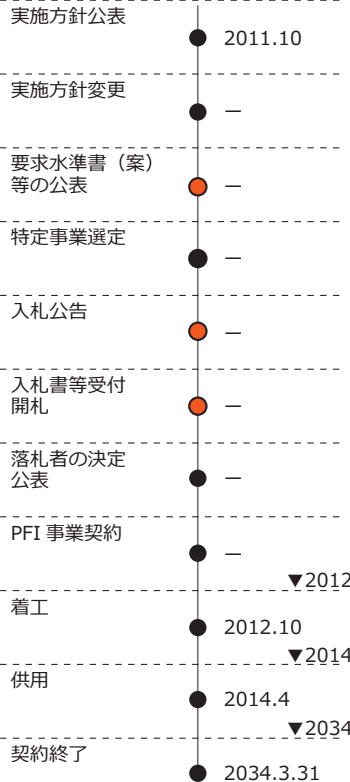 実施方針公表
2011.10
実施方針変更
―
要求水準書（案）
等の公表
―
特定事業選定
―
入札公告
―
入札書等受付
開札
―
落札者の決定
公表
―
PFI 事業契約
―
▼2012
着工
2012.10
▼2014
供用
2014.4
▼2034
契約終了
2034.3.31